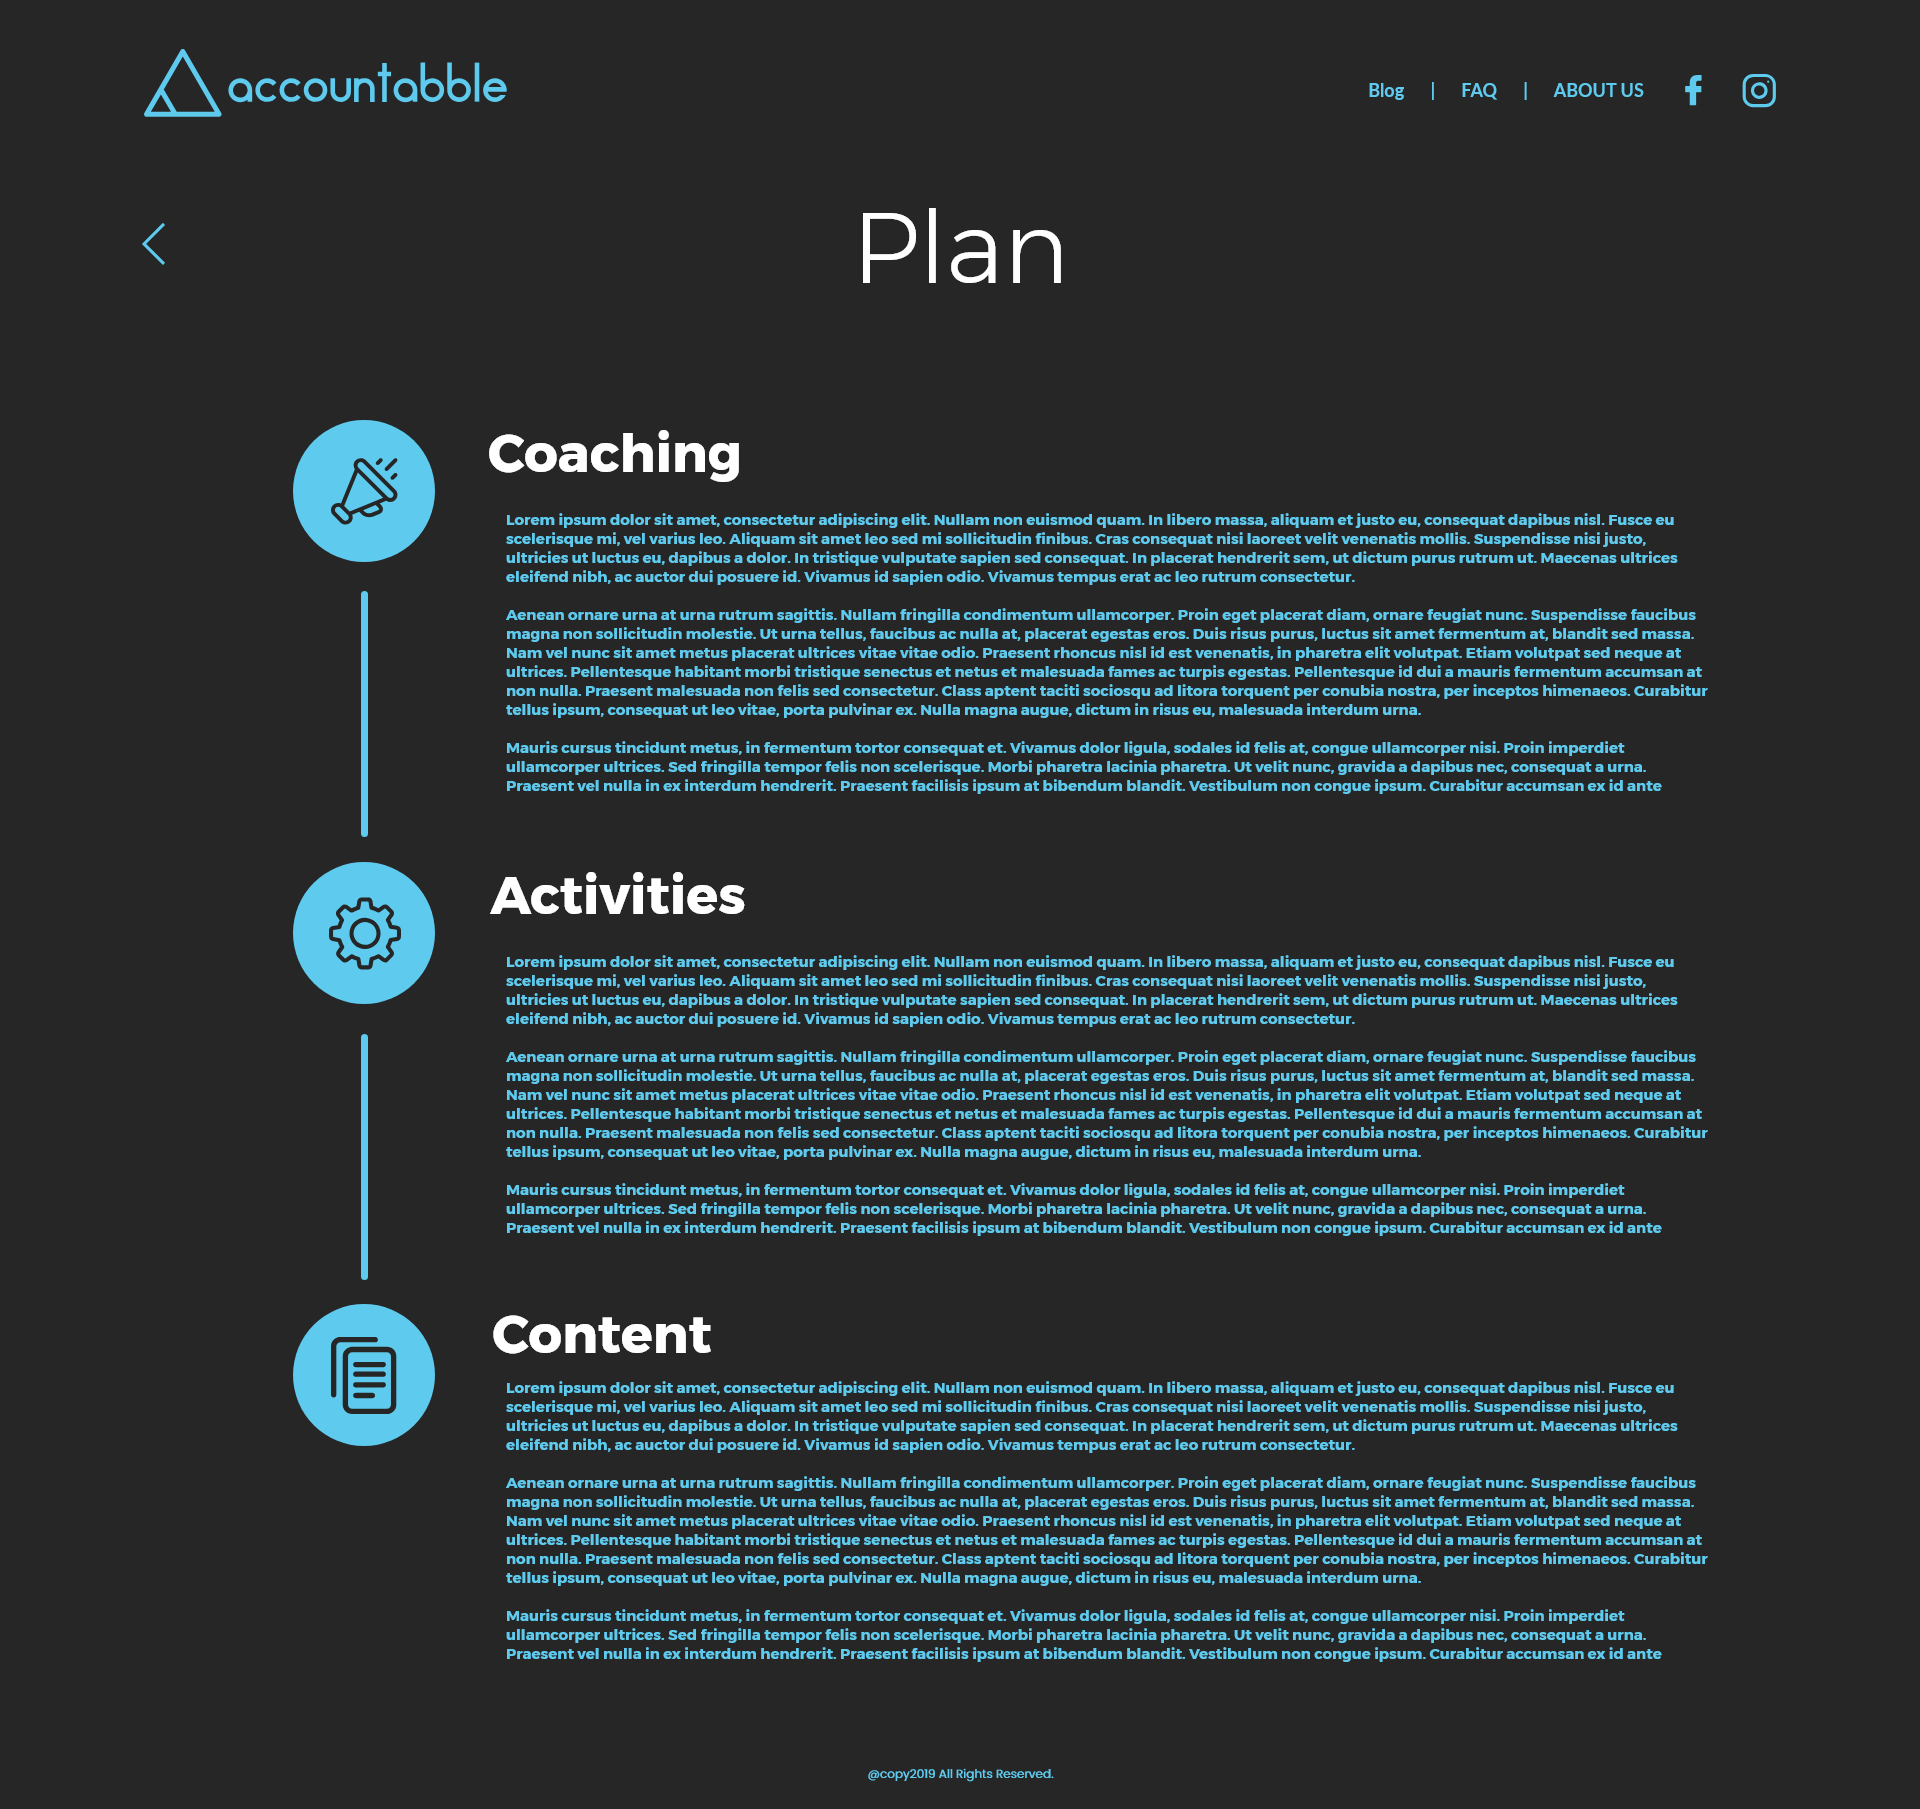 accountabble
Blog | FAQ | ABOUT US
Plan
Coaching
Lorem ipsum dolor sit amet, consectetur adipiscing elit. Nullam non euismod quam. In libero massa, aliquam et justo eu, consequat dapibus nisl. Fusce eu
scelerisque mi, vel varius leo. Aliquam sit amet leo sed mi sollicitudin finibus. Cras consequat nisi laoreet velit venenatis mollis. Suspendisse nisi justo,
ultricies ut luctus eu, dapibus a dolor. In tristique vulputate sapien sed consequat. In placerat hendrerit sem, ut dictum purus rutrum ut. Maecenas ultrices
eleifend nibh, ac auctor dui posuere id. Vivamus id sapien odio. Vivamus tempus erat ac leo rutrum consectetur.
Aenean ornare urna at urna rutrum sagittis. Nullam fringilla condimentum ullamcorper. Proin eget placerat diam, ornare feugiat nunc. Suspendisse faucibus
magna non sollicitudin molestie. Ut urna tellus, faucibus ac nulla at, placerat egestas eros. Duis risus purus, luctus sit amet fermentum at, blandit sed massa.
Nam vel nunc sit amet metus placerat ultrices vitae vitae odio. Praesent rhoncus nisl id est venenatis, in pharetra elit volutpat. Etiam volutpat sed neque at
ultrices. Pellentesque habitant morbi tristique senectus et netus et malesuada fames ac turpis egestas. Pellentesque id dui a mauris fermentum accumsan at
non nulla. Praesent malesuada non felis sed consectetur. Class aptent taciti sociosqu ad litora torquent per conubia nostra, per inceptos himenaeos. Curabitur
tellus ipsum, consequat ut leo vitae, porta pulvinar ex. Nulla magna augue, dictum in risus eu, malesuada interdum urna.
Mauris cursus tincidunt metus, in fermentum tortor consequat et. Vivamus dolor ligula, sodales id felis at, congue ullamcorper nisi. Proin imperdiet
ullamcorper ultrices. Sed fringilla tempor felis non scelerisque. Morbi pharetra lacinia pharetra. Ut velit nunc, gravida a dapibus nec, consequat a urna.
Praesent vel nulla in ex interdum hendrerit. Praesent facilisis ipsum at bibendum blandit. Vestibulum non congue ipsum. Curabitur accumsan ex id ante
Activities
Lorem ipsum dolor sit amet, consectetur adipiscing elit. Nullam non euismod quam. In libero massa, aliquam et justo eu, consequat dapibus nisl. Fusce eu
scelerisque mi, vel varius leo. Aliquam sit amet leo sed mi sollicitudin finibus. Cras consequat nisi laoreet velit venenatis mollis. Suspendisse nisi justo,
ultricies ut luctus eu, dapibus a dolor. In tristique vulputate sapien sed consequat. In placerat hendrerit sem, ut dictum purus rutrum ut. Maecenas ultrices
eleifend nibh, ac auctor dui posuere id. Vivamus id sapien odio. Vivamus tempus erat ac leo rutrum consectetur.
Aenean ornare urna at urna rutrum sagittis. Nullam fringilla condimentum ullamcorper. Proin eget placerat diam, ornare feugiat nunc. Suspendisse faucibus
magna non sollicitudin molestie. Ut urna tellus, faucibus ac nulla at, placerat egestas eros. Duis risus purus, luctus sit amet fermentum at, blandit sed massa.
Nam vel nunc sit amet metus placerat ultrices vitae vitae odio. Praesent rhoncus nisl id est venenatis, in pharetra elit volutpat. Etiam volutpat sed neque at
ultrices. Pellentesque habitant morbi tristique senectus et netus et malesuada fames ac turpis egestas. Pellentesque id dui a mauris fermentum accumsan at
non nulla. Praesent malesuada non felis sed consectetur. Class aptent taciti sociosqu ad litora torquent per conubia nostra, per inceptos himenaeos. Curabitur
tellus ipsum, consequat ut leo vitae, porta pulvinar ex. Nulla magna augue, dictum in risus eu, malesuada interdum urna.
Mauris cursus tincidunt metus, in fermentum tortor consequat et. Vivamus dolor ligula, sodales id felis at, congue ullamcorper nisi. Proin imperdiet
ullamcorper ultrices. Sed fringilla tempor felis non scelerisque. Morbi pharetra lacinia pharetra. Ut velit nunc, gravida a dapibus nec, consequat a urna.
Praesent vel nulla in ex interdum hendrerit. Praesent facilisis ipsum at bibendum blandit. Vestibulum non congue ipsum. Curabitur accumsan ex id ante
Content
Lorem ipsum dolor sit amet, consectetur adipiscing elit. Nullam non euismod quam. In libero massa, aliquam et justo eu, consequat dapibus nisl. Fusce eu
scelerisque mi, vel varius leo. Aliquam sit amet leo sed mi sollicitudin finibus. Cras consequat nisi laoreet velit venenatis mollis. Suspendisse nisi justo,
ultricies ut luctus eu, dapibus a dolor. In tristique vulputate sapien sed consequat. In placerat hendrerit sem, ut dictum purus rutrum ut. Maecenas ultrices
eleifend nibh, ac auctor dui posuere id. Vivamus id sapien odio. Vivamus tempus erat ac leo rutrum consectetur.
Aenean ornare urna at urna rutrum sagittis. Nullam fringilla condimentum ullamcorper. Proin eget placerat diam, ornare feugiat nunc. Suspendisse faucibus
magna non sollicitudin molestie. Ut urna tellus, faucibus ac nulla at, placerat egestas eros. Duis risus purus, luctus sit amet fermentum at, blandit sed massa.
Nam vel nunc sit amet metus placerat ultrices vitae vitae odio. Praesent rhoncus nisl id est venenatis, in pharetra elit volutpat. Etiam volutpat sed neque at
ultrices. Pellentesque habitant morbi tristique senectus et netus et malesuada fames ac turpis egestas. Pellentesque id dui a mauris fermentum accumsan at
non nulla. Praesent malesuada non felis sed consectetur. Class aptent taciti sociosqu ad litora torquent per conubia nostra, per inceptos himenaeos. Curabitur
tellus ipsum, consequat ut leo vitae, porta pulvinar ex. Nulla magna augue, dictum in risus eu, malesuada interdum urna.
Mauris cursus tincidunt metus, in fermentum tortor consequat et. Vivamus dolor ligula, sodales id felis at, congue ullamcorper nisi. Proin imperdiet
ullamcorper ultrices. Sed fringilla tempor felis non scelerisque. Morbi pharetra lacinia pharetra. Ut velit nunc, gravida a dapibus nec, consequat a urna.
Praesent vel nulla in ex interdum hendrerit. Praesent facilisis ipsum at bibendum blandit. Vestibulum non congue ipsum. Curabitur accumsan ex id ante
@copy2019 All Rights Reserved.